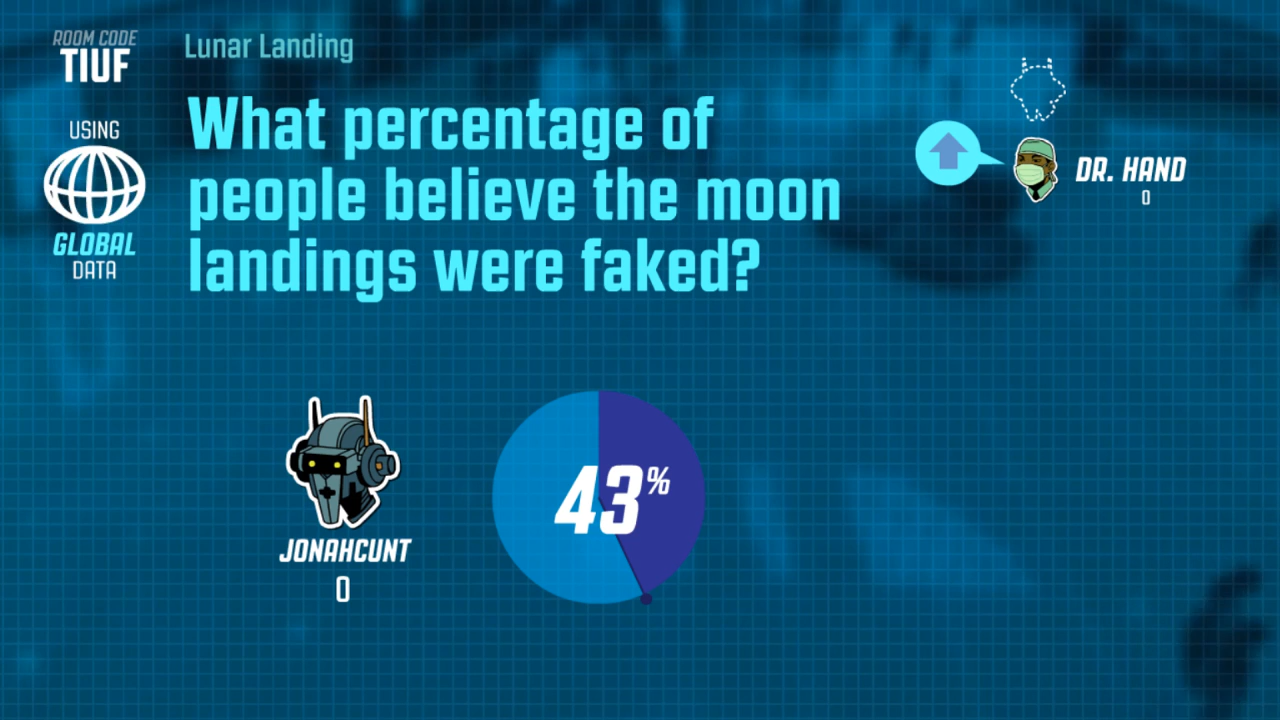 ROOM CODE
TIUF
USING
GLOBAL
DATA
Lunar Landing
What percentage of
people believe the moon
landings were faked?
DR. HAND
0
JONAHCUNT
0
43%